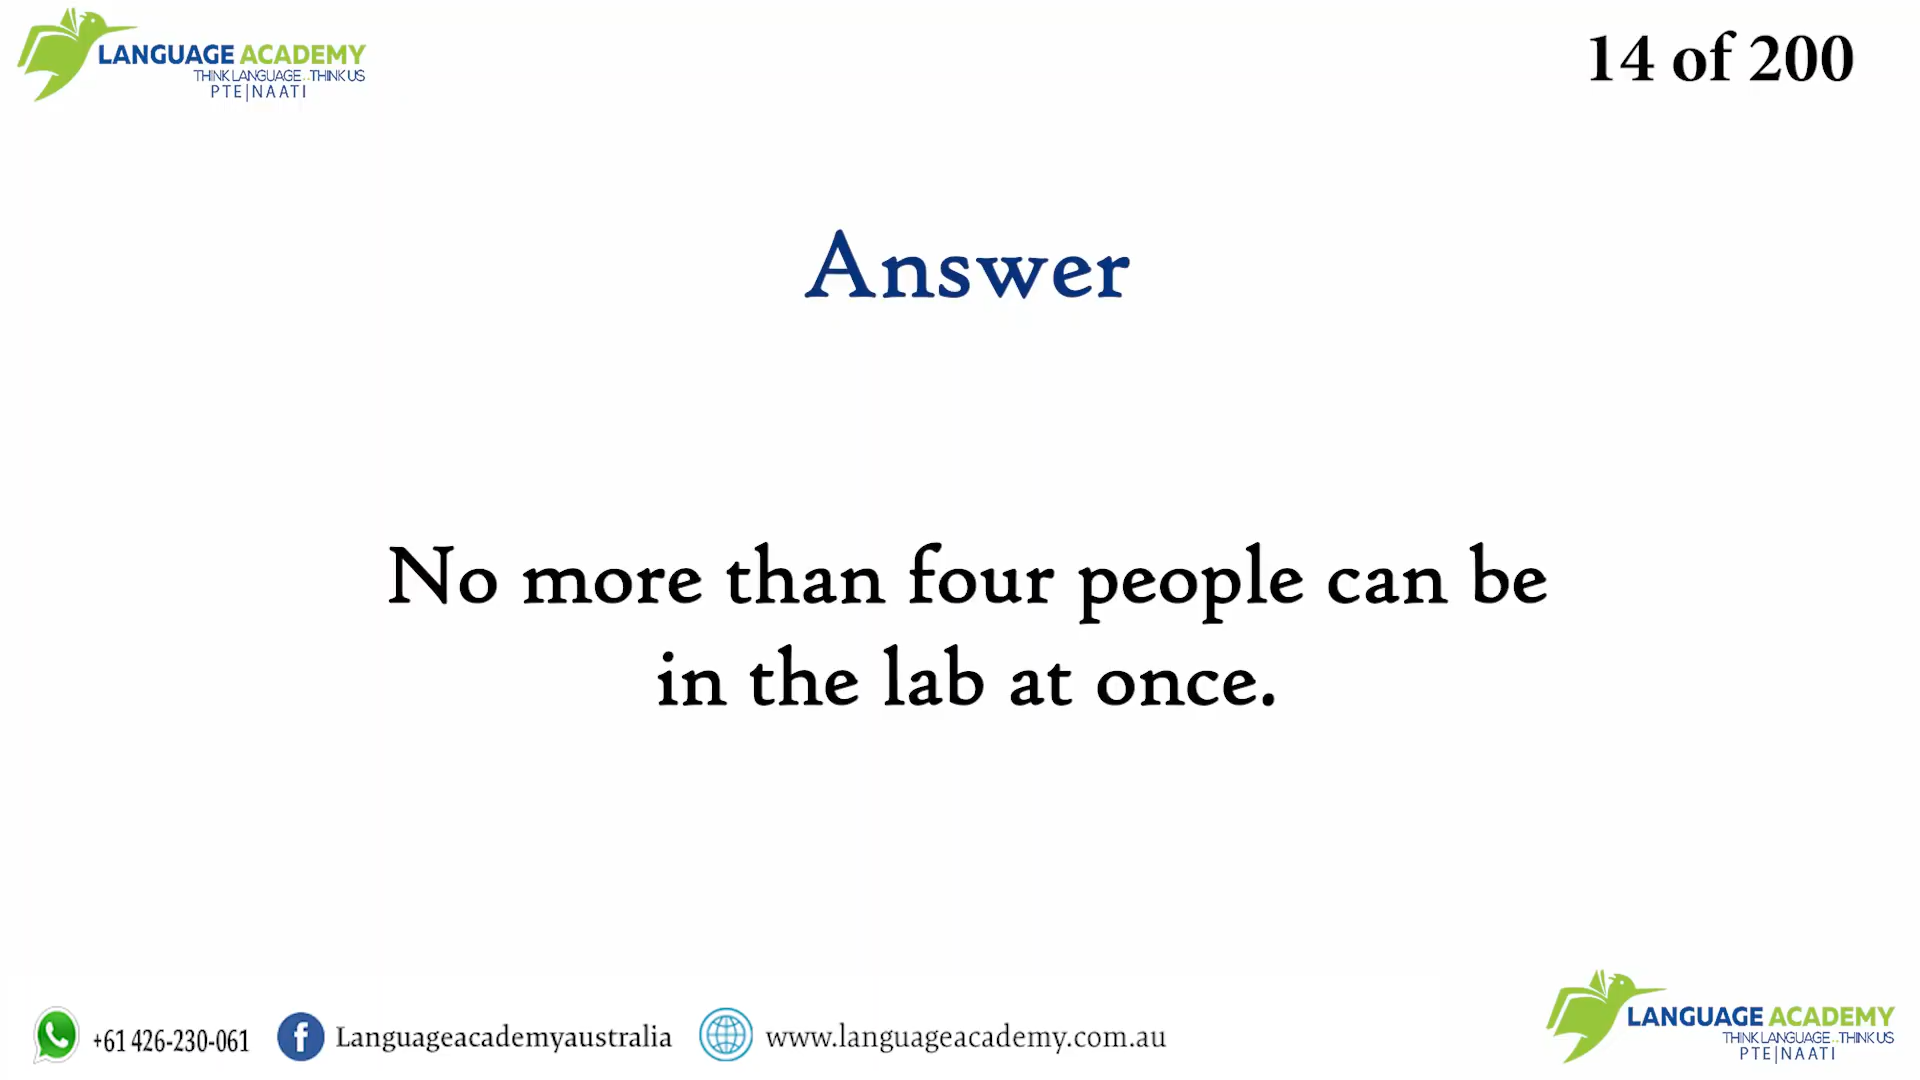 LANGUAGE ACADEMY
THINK LANGUAGE..THINK US
PTE|NAATI
14 of 200
Answer
No more than four people can be
in the lab at once.
+61 426-230-061
Languageacademyaustralia
www.languageacademy.com.au
LANGUAGE ACADEMY
THINK LANGUAGE..THINK US
PTE|NAATI